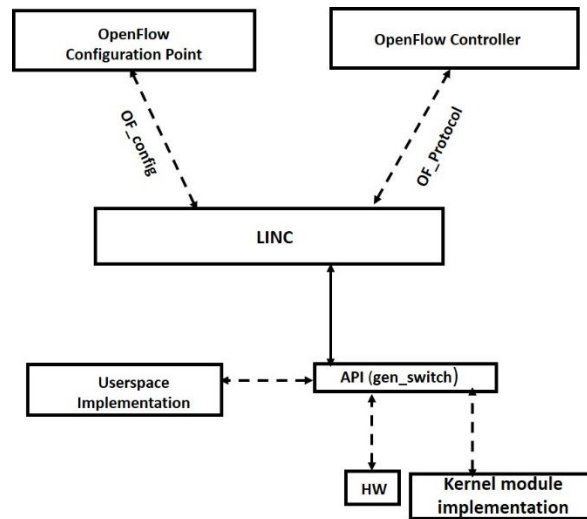 OpenFlow
Configuration Point
OpenFlow Controller
OF_config
OF_Protocol
LINC
Userspace
Implementation
API (gen_switch)
HW
Kernel module
implementation